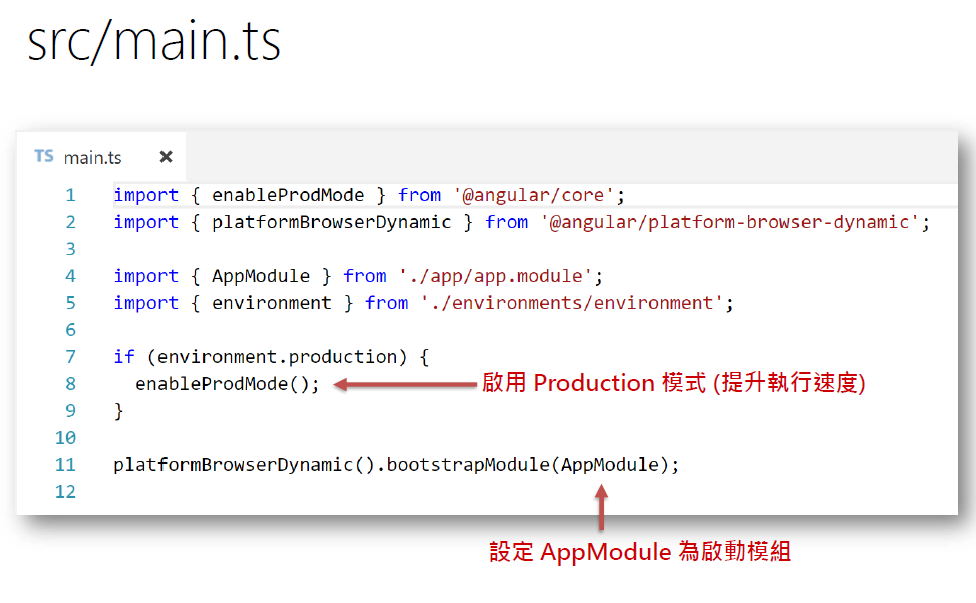 src/main.ts
TS main.ts ×
1 import { enableProdMode } from '@angular/core';
2 import { platformBrowserDynamic } from '@angular/platform-browser-dynamic';
3
4 import { AppModule } from './app/app.module';
5 import { environment } from './environments/environment';
6
7 if (environment.production) {
8   enableProdMode(); 啟用 Production 模式 (提升執行速度)
9 }
10
11 platformBrowserDynamic().bootstrapModule(AppModule);
12
設定 AppModule 為啟動模組